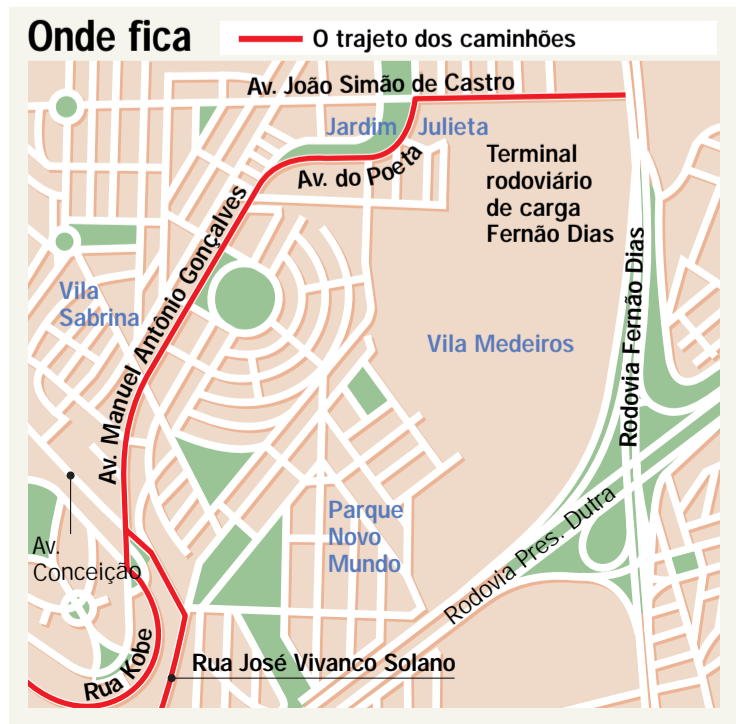 Onde fica
O trajeto dos caminhões
Av. João Simão de Castro
Jardim Julieta
Av. do Poeta
Terminal
rodoviário
de carga
Fernão Dias
Av. Manuel Antônio Gonçalves
Vila
Sabrina
Vila Medeiros
Rodovia Fernão Dias
Parque
Novo
Mundo
Rodovia Pres. Dutra
Av.
Conceição
Rua Kobe
Rua José Vivanco Solano